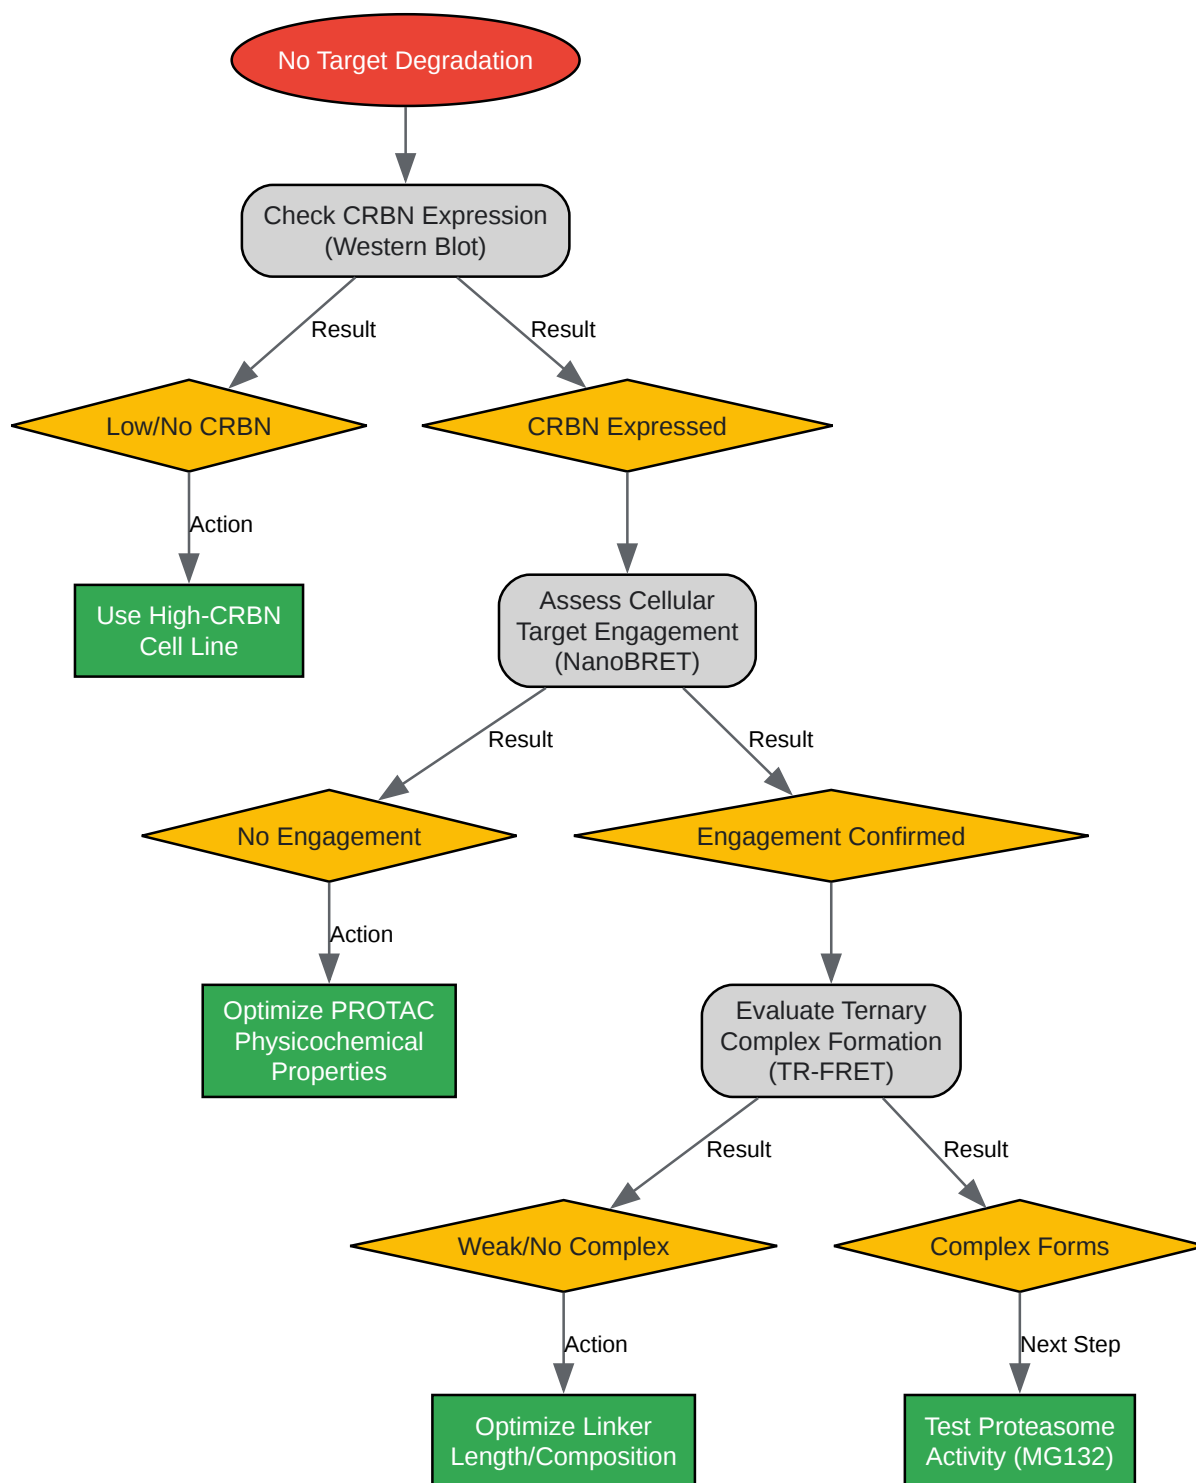 No Target Degradation
Check CRBN Expression
(Western Blot)
Result
Result
Low/No CRBN
CRBN Expressed
Action
Use High-CRBN
Cell Line
Assess Cellular
Target Engagement
(NanoBRET)
Result
Result
No Engagement
Engagement Confirmed
Action
Optimize PROTAC
Physicochemical
Properties
Evaluate Ternary
Complex Formation
(TR-FRET)
Result
Result
Weak/No Complex
Complex Forms
Action
Next Step
Optimize Linker
Length/Composition
Test Proteasome
Activity (MG132)